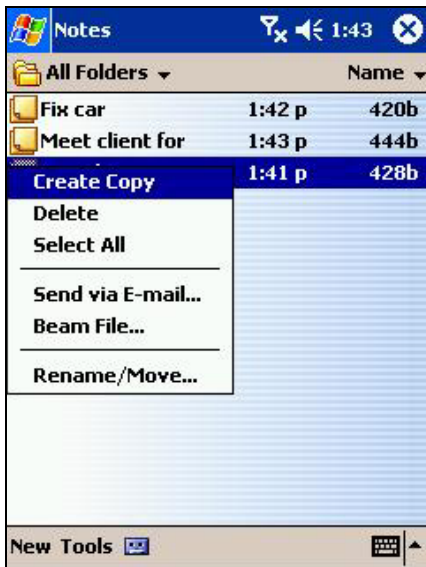 Notes 1:43
All Folders Name
Fix car 1:42 p 420b
Meet client for 1:43 p 444b
1:41 p 428b
Create Copy
Delete
Select All
Send via E-mail...
Beam File...
Rename/Move...
New Tools